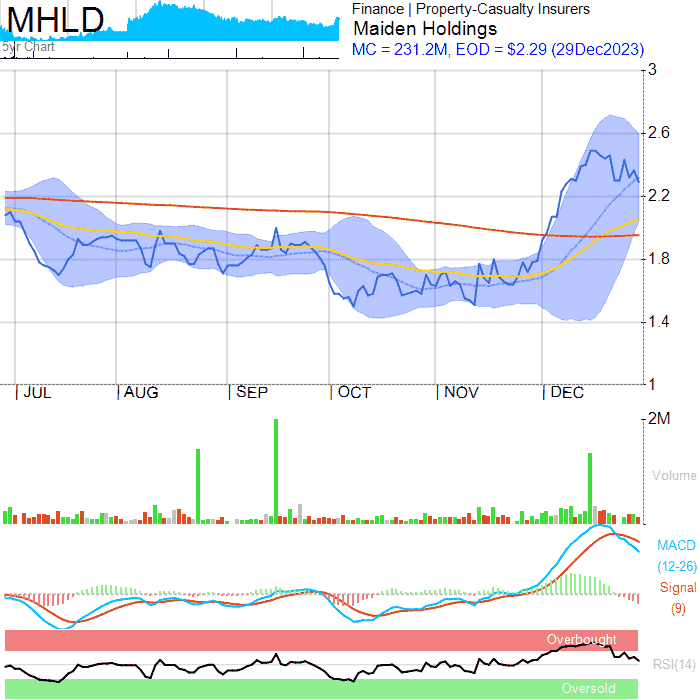 MHLD
5yr Chart
Finance | Property-Casualty Insurers
Maiden Holdings
MC = 231.2M, EOD = $2.29 (29Dec2023)
3
2.6
2.2
1.8
1.4
1
JUL AUG SEP OCT NOV DEC
2M
Volume
MACD
(12-26)
Signal
(9)
Overbought
RSI(14)
Oversold